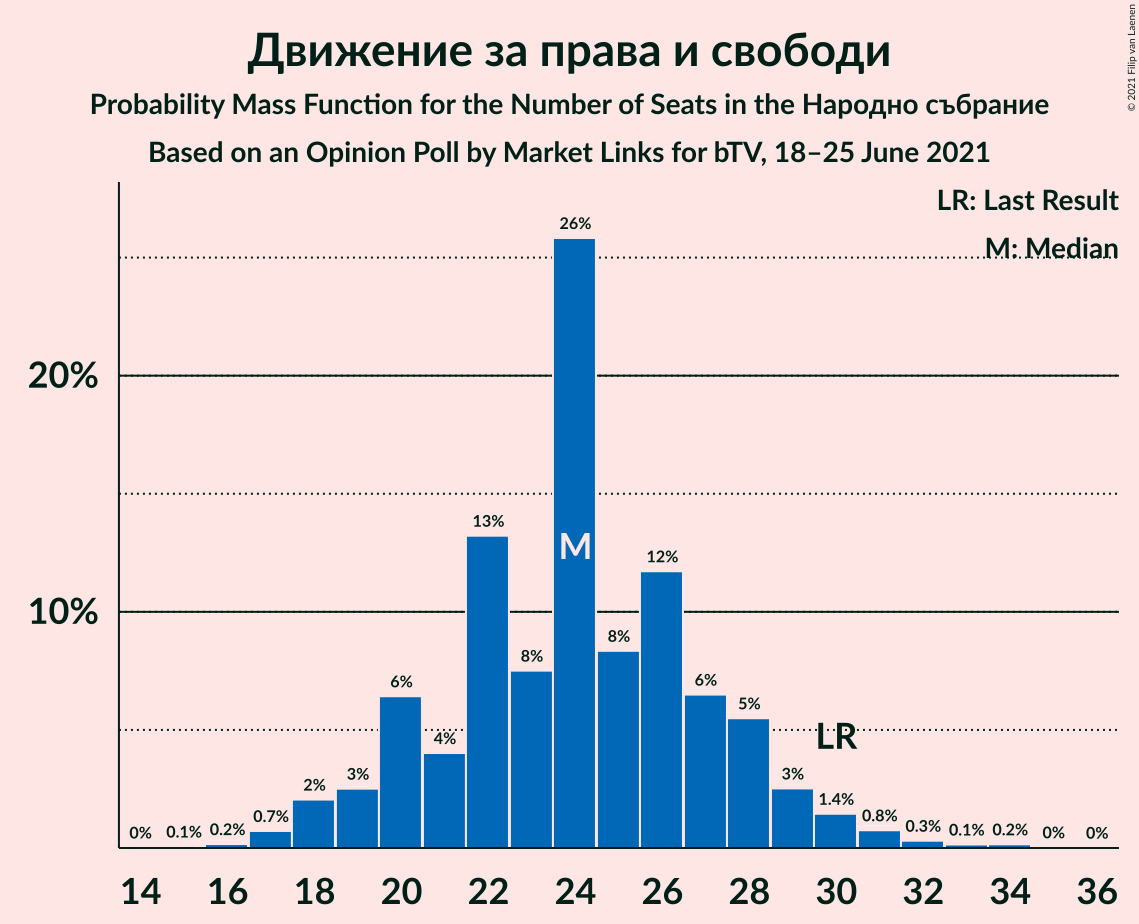 Движение за права и свободи
Probability Mass Function for the Number of Seats in the Народно събрание
Based on an Opinion Poll by Market Links for bTV, 18–25 June 2021
© 2021 Filip van Laenen
LR: Last Result
M: Median
20%
10%
0%
0.1%
0.2%
0.7%
2%
3%
6%
4%
13%
8%
26%
M
8%
12%
6%
5%
3%
LR
1.4%
0.8%
0.3%
0.1%
0.2%
0%
0%
14 16 18 20 22 24 26 28 30 32 34 36